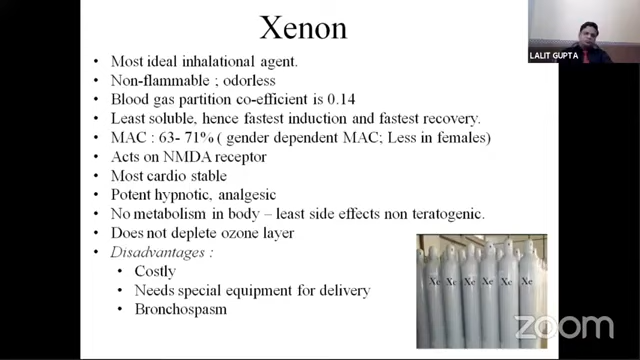 Xenon
LALIT GUPTA
• Most ideal inhalational agent.
• Non-flammable ; odorless
• Blood gas partition co-efficient is 0.14
• Least soluble, hence fastest induction and fastest recovery.
• MAC : 63- 71% ( gender dependent MAC; Less in females)
• Acts on NMDA receptor
• Most cardio stable
• Potent hypnotic, analgesic
• No metabolism in body – least side effects non teratogenic.
• Does not deplete ozone layer
• Disadvantages :
• Costly
• Needs special equipment for delivery
• Bronchospasm
Xe Xe Xe Xe Xe Xe
zoom